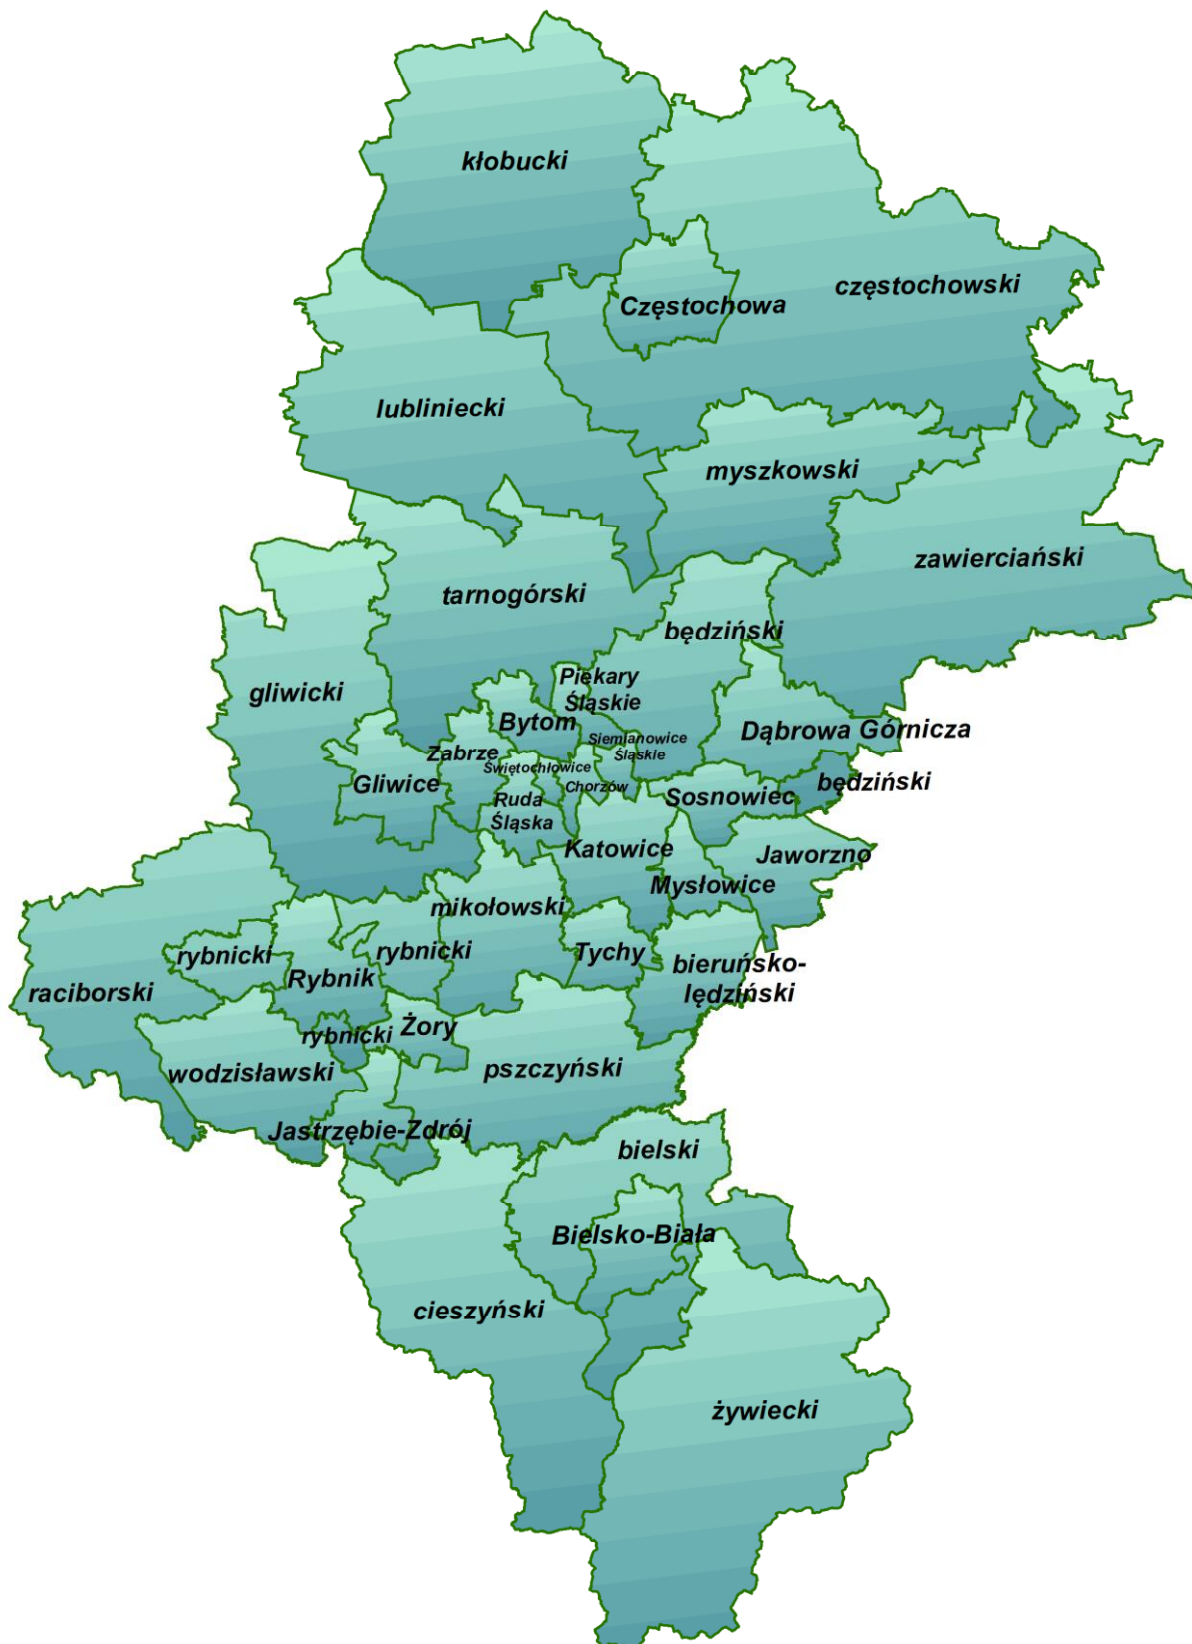 kłobucki
częstochowski
Częstochowa
lubliniecki
myszkowski
zawierciański
tarnogórski
będziński
Piekary
Śląskie
gliwicki
Bytom
Dąbrowa Górnicza
Siemianowice
Śląskie
Zabrze
Świętochłowice
Gliwice
Chorzów
będziński
Sosnowiec
Ruda
Śląska
Katowice
Jaworzno
Mysłowice
mikołowski
rybnicki
rybnicki
Tychy
bieruńsko-
lędziński
Rybnik
raciborski
rybnicki
Żory
wodzisławski
pszczyński
Jastrzębie-Zdrój
bielski
Bielsko-Biała
cieszyński
żywiecki